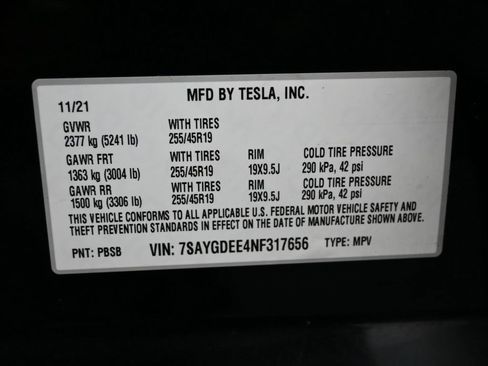 MFD BY TESLA, INC.
11/21
GVWR WITH TIRES
2377 kg (5241 lb) 255/45R19
GAWR FRT WITH TIRES RIM COLD TIRE PRESSURE
1363 kg (3004 lb) 255/45R19 19X9.5J 290 kPa, 42 psi
GAWR RR WITH TIRES RIM COLD TIRE PRESSURE
1500 kg (3306 lb) 255/45R19 19X9.5J 290 kPa, 42 psi
THIS VEHICLE CONFORMS TO ALL APPLICABLE U.S. FEDERAL MOTOR VEHICLE SAFETY AND
THEFT PREVENTION STANDARDS IN EFFECT ON THE DATE OF MANUFACTURE SHOWN ABOVE.
PNT: PBSB VIN: 7SAYGDEE4NF317656 TYPE: MPV